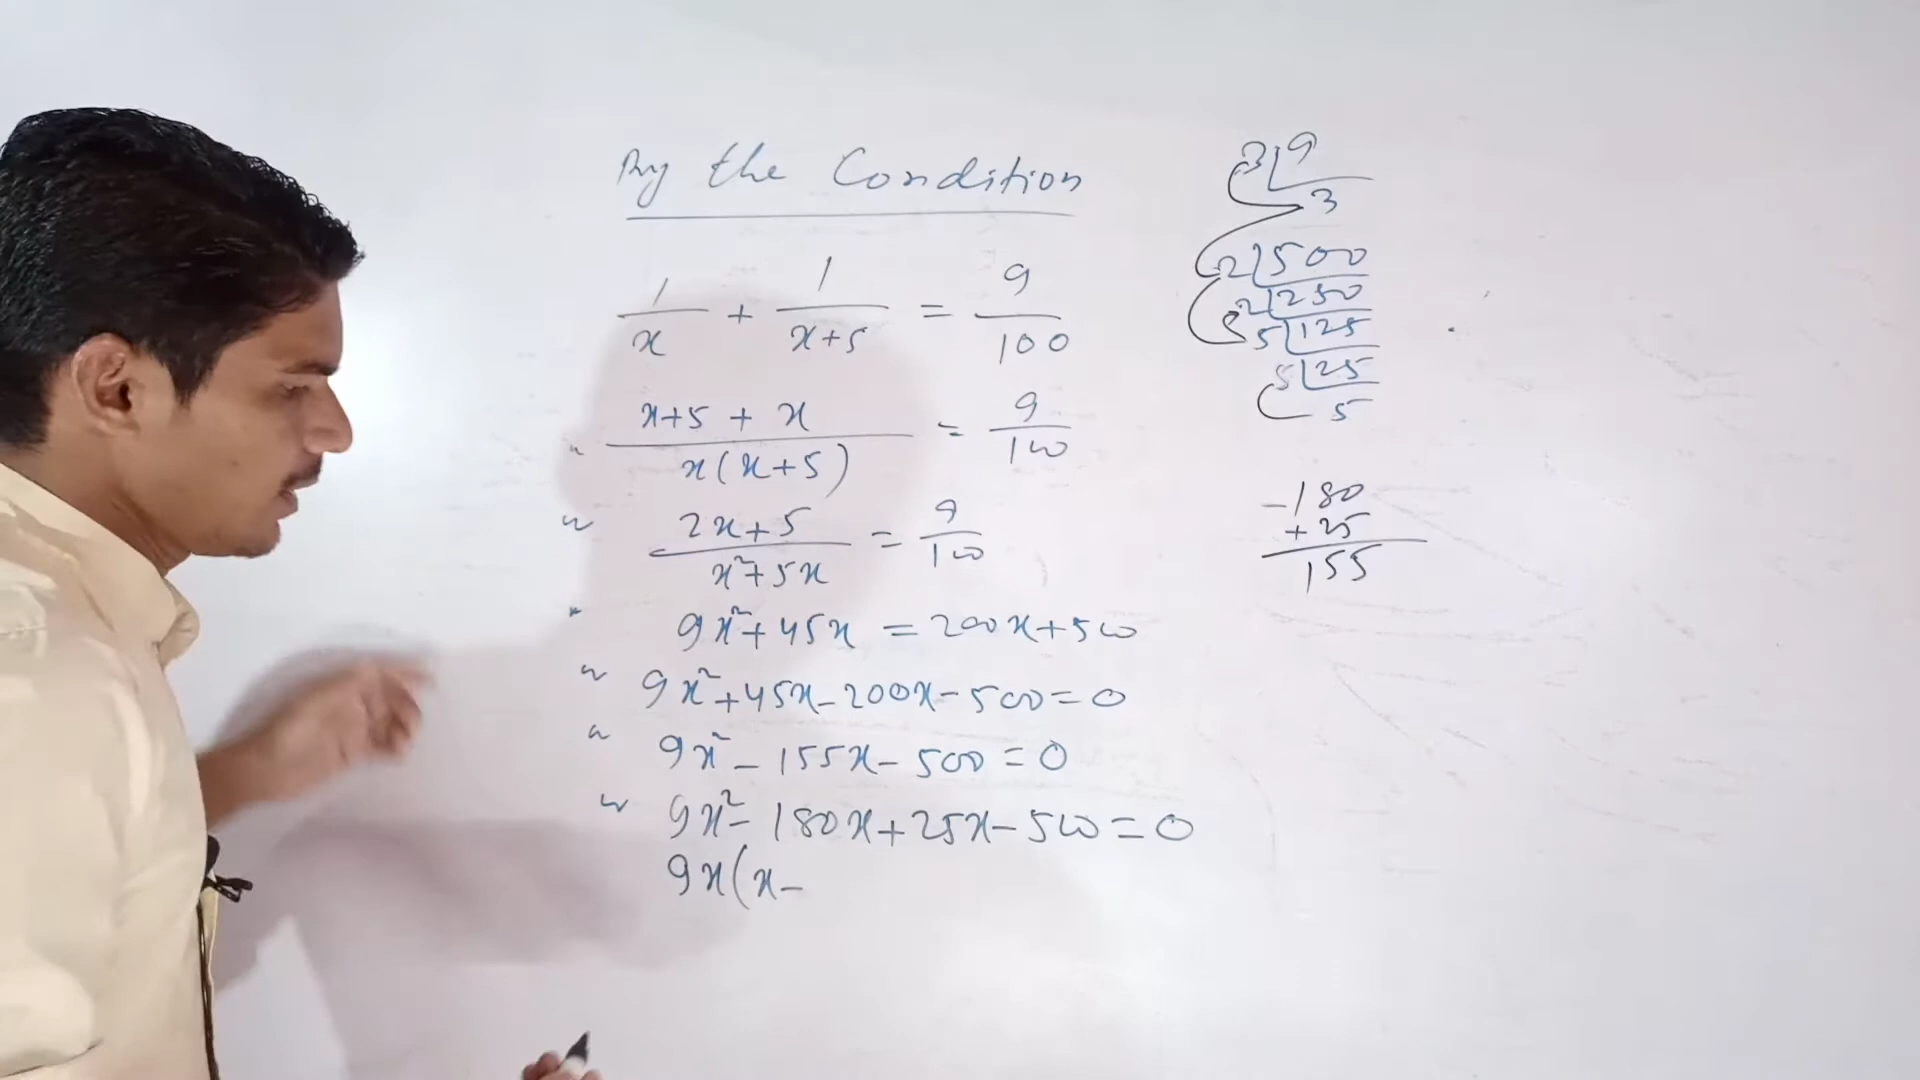 By the Condition
1/x + 1/x+5 = 9/100
" x+5 + x / x(x+5) = 9/100
" 2x+5 / x²+5x = 9/100
" 9x²+45x = 200x+500
" 9x²+45x-200x-500=0
" 9x²-155x-500=0
" 9x²-180x+25x-500=0
9x(x-
3 9
3
2 500
2 250
5 125
5 25
5
-180
+25
155